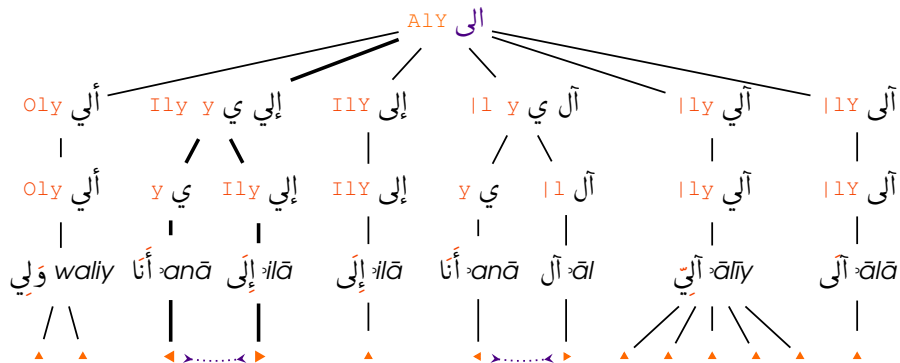 AlY الى
Oly ألي Ily y إلي ي IlY إلى |l y آل ي |ly آلي |lY آلى
Oly ألي y ي Ily إلي IlY إلى y ي |l آل |ly آلي |lY آلى
وَلِي waliy أَنَا ʾanā إِلَى ʾilā إِلَى ʾilā أَنَا ʾanā آل ʾāl آلِيّ ʾālīy آلَى ʾālā